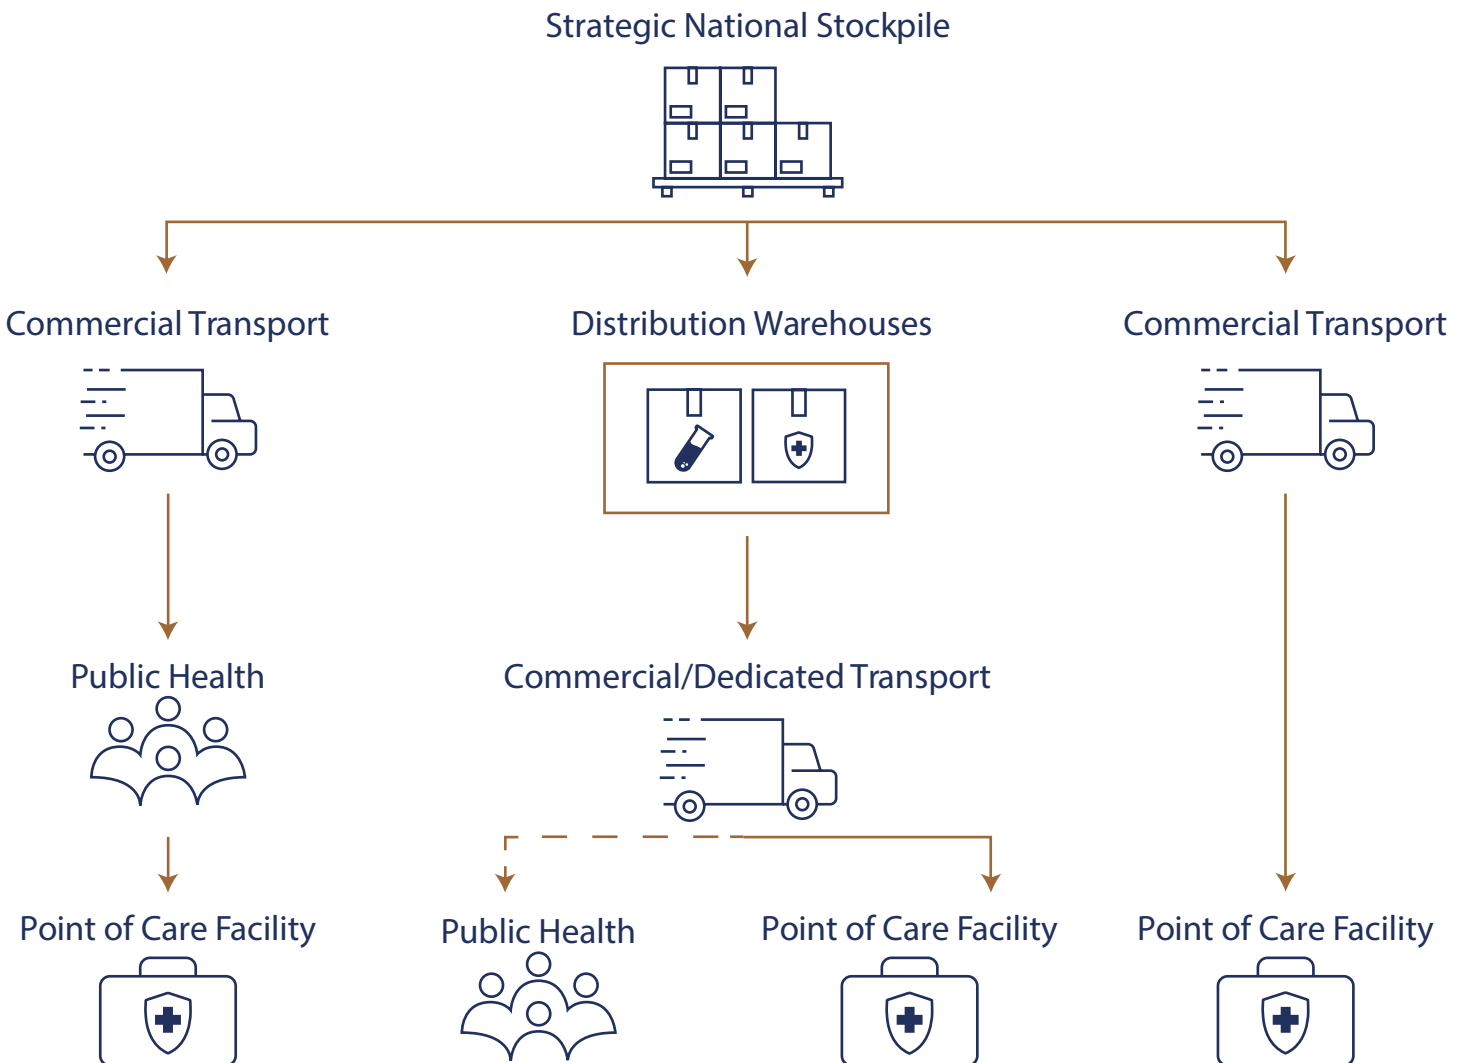 Strategic National Stockpile
Commercial Transport
Distribution Warehouses
Commercial Transport
Public Health
Commercial/Dedicated Transport
Point of Care Facility
Public Health
Point of Care Facility
Point of Care Facility